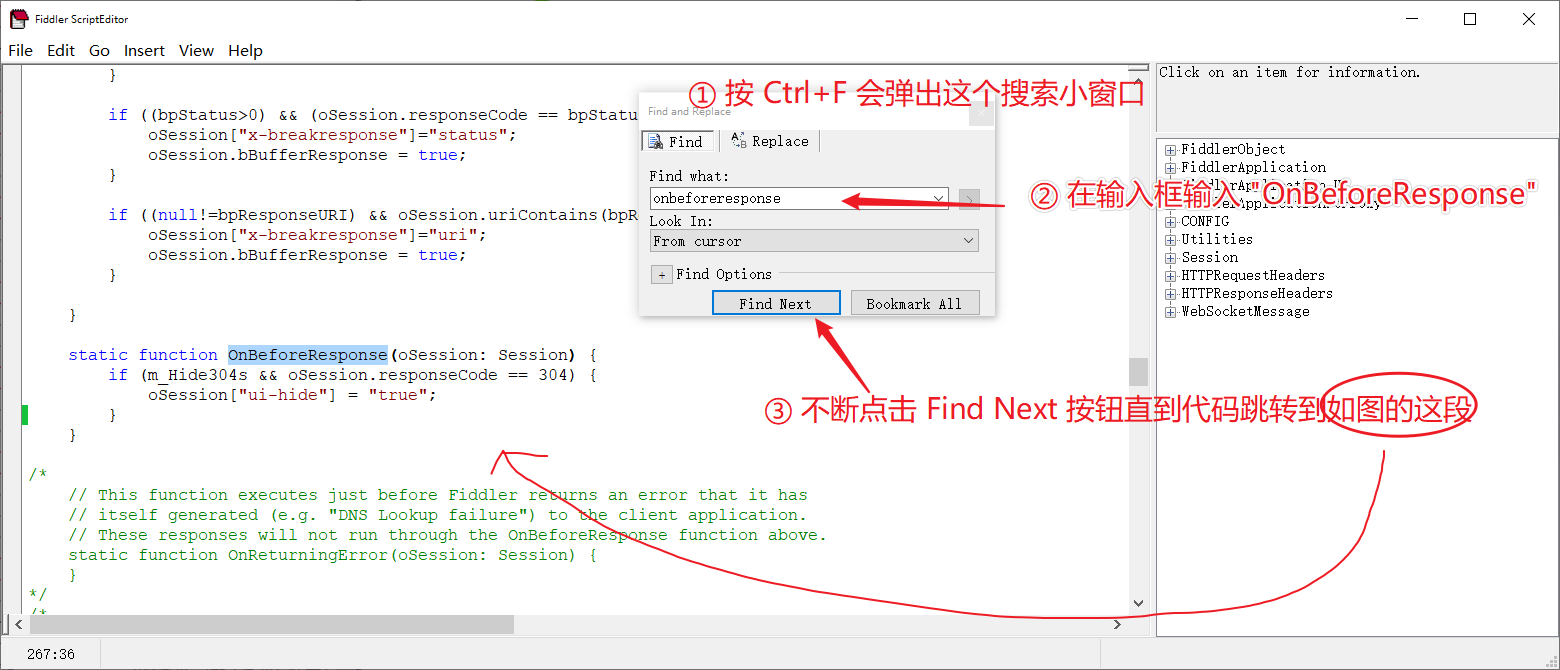 Fiddler ScriptEditor
File Edit Go Insert View Help
}
if ((bpStatus>0) && (oSession.responseCode == bpStatu
oSession["x-breakresponse"]="status";
oSession.bBufferResponse = true;
}
if ((null!=bpResponseURI) && oSession.uriContains(bpR
oSession["x-breakresponse"]="uri";
oSession.bBufferResponse = true;
}
}
static function OnBeforeResponse(oSession: Session) {
if (m_Hide304s && oSession.responseCode == 304) {
oSession["ui-hide"] = "true";
}
}
/*
// This function executes just before Fiddler returns an error that it has
// itself generated (e.g. "DNS Lookup failure") to the client application.
// These responses will not run through the OnBeforeResponse function above.
static function OnReturningError(oSession: Session) {
}
*/
/*
267:36
① 按 Ctrl+F 会弹出这个搜索小窗口
Find and Replace
Find Replace
Find what:
onbeforeresponse
Look In:
From cursor
+ Find Options
Find Next Bookmark All
② 在输入框输入 "OnBeforeResponse"
③ 不断点击 Find Next 按钮直到代码跳转到如图的这段
Click on an item for information.
FiddlerObject
FiddlerApplication
CONFIG
Utilities
Session
HTTPRequestHeaders
HTTPResponseHeaders
WebSocketMessage